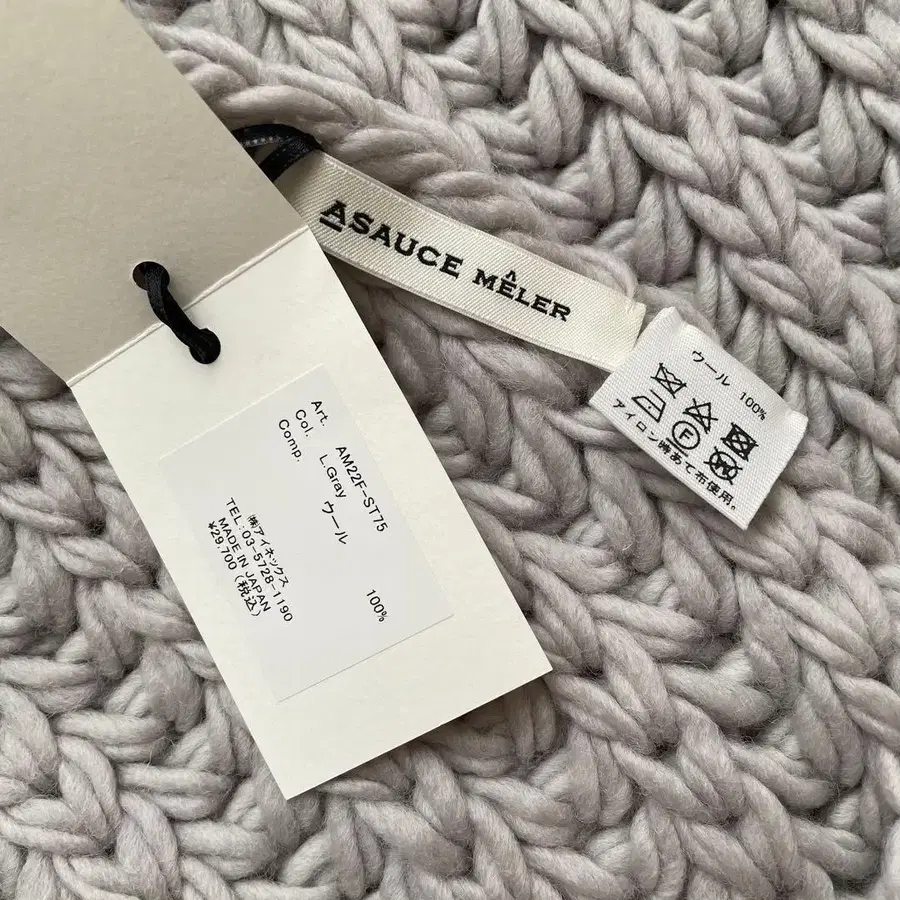 ASAUCE MÊLER
ウール 100%
F
アイロン時あて布使用。
Art. AM22F-ST75
Col. L.Gray
Comp. ウール 100%
㈱アイネックス
TEL:03-5728-1190
MADE IN JAPAN
¥29,700(税込)